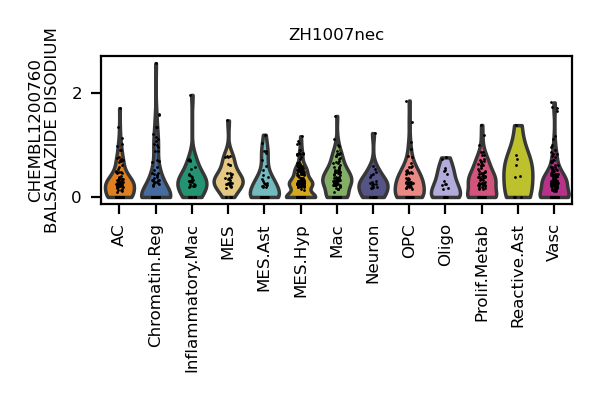 ZH1007nec
CHEMBL1200760
BALSALAZIDE DISODIUM
2
0
AC
Chromatin.Reg
Inflammatory.Mac
MES
MES.Ast
MES.Hyp
Mac
Neuron
OPC
Oligo
Prolif.Metab
Reactive.Ast
Vasc